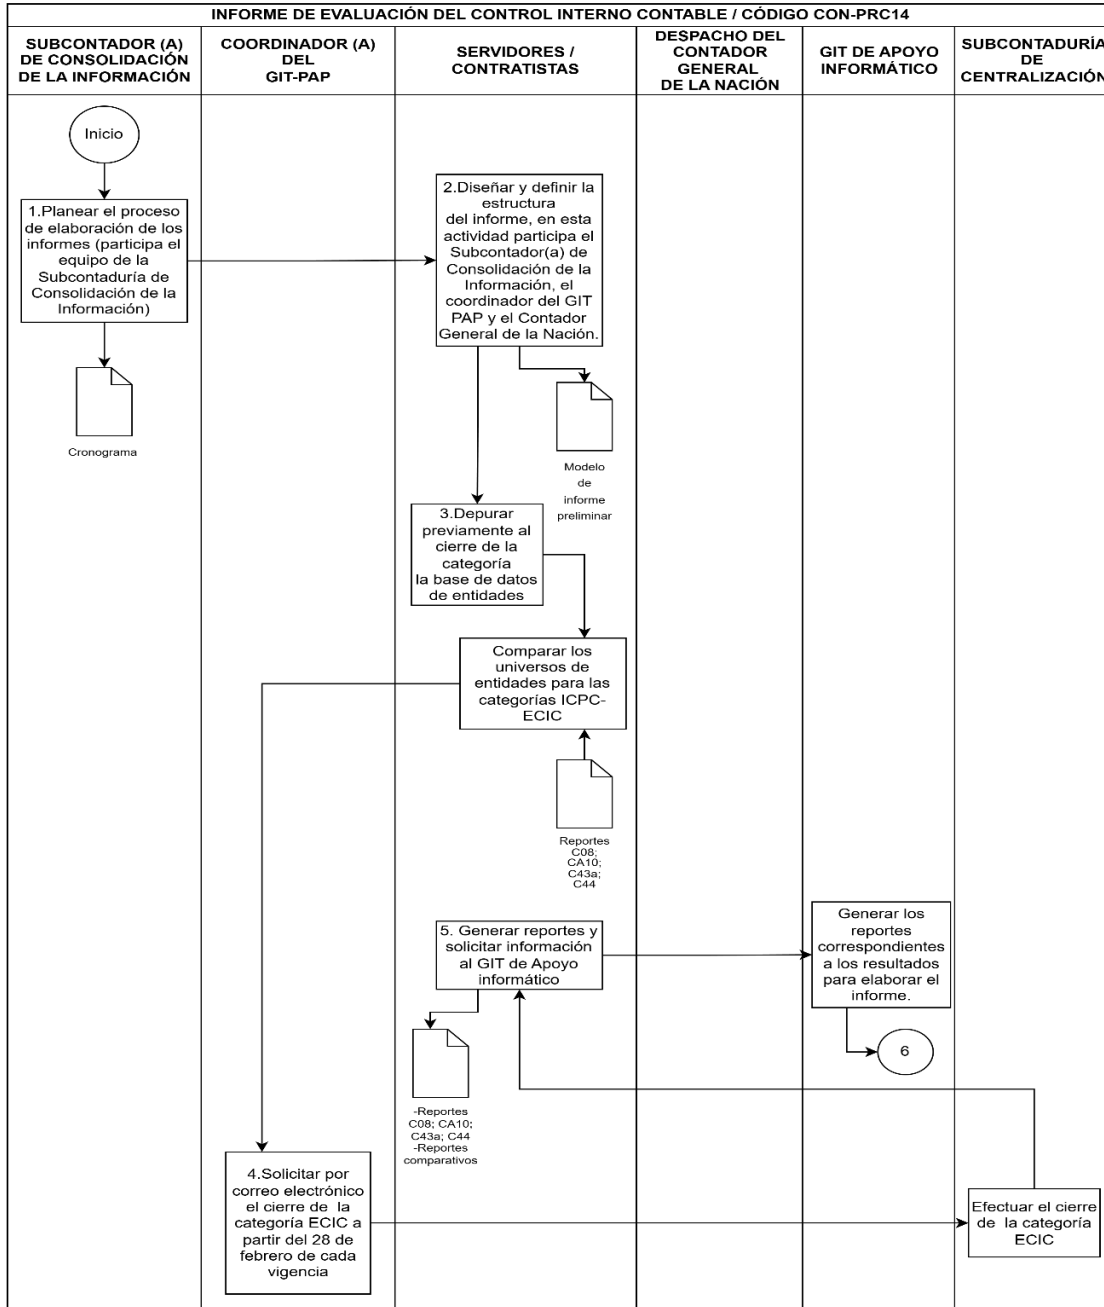 INFORME DE EVALUACIÓN DEL CONTROL INTERNO CONTABLE / CÓDIGO CON-PRC14
SUBCONTADOR (A)
DE CONSOLIDACIÓN
DE LA INFORMACIÓN
COORDINADOR (A)
DEL
GIT-PAP
SERVIDORES /
CONTRATISTAS
DESPACHO DEL
CONTADOR
GENERAL
DE LA NACIÓN
GIT DE APOYO
INFORMÁTICO
SUBCONTADURÍA
DE
CENTRALIZACIÓN
Inicio
1.Planear el proceso
de elaboración de los
informes (participa el
equipo de la
Subcontaduría de
Consolidación de la
Información)
Cronograma
2.Diseñar y definir la
estructura
del informe, en esta
actividad participa el
Subcontador(a) de
Consolidación de la
Información, el
coordinador del GIT
PAP y el Contador
General de la Nación.
Modelo
de
informe
preliminar
3.Depurar
previamente al
cierre de la
categoría
la base de datos
de entidades
Comparar los
universos de
entidades para las
categorías ICPC-
ECIC
Reportes
C08;
CA10;
C43a;
C44
5. Generar reportes y
solicitar información
al GIT de Apoyo
informático
Generar los
reportes
correspondientes
a los resultados
para elaborar el
informe.
6
-Reportes
C08; CA10;
C43a; C44
-Reportes
comparativos
4.Solicitar por
correo electrónico
el cierre de la
categoría ECIC a
partir del 28 de
febrero de cada
vigencia
Efectuar el cierre
de la categoría
ECIC